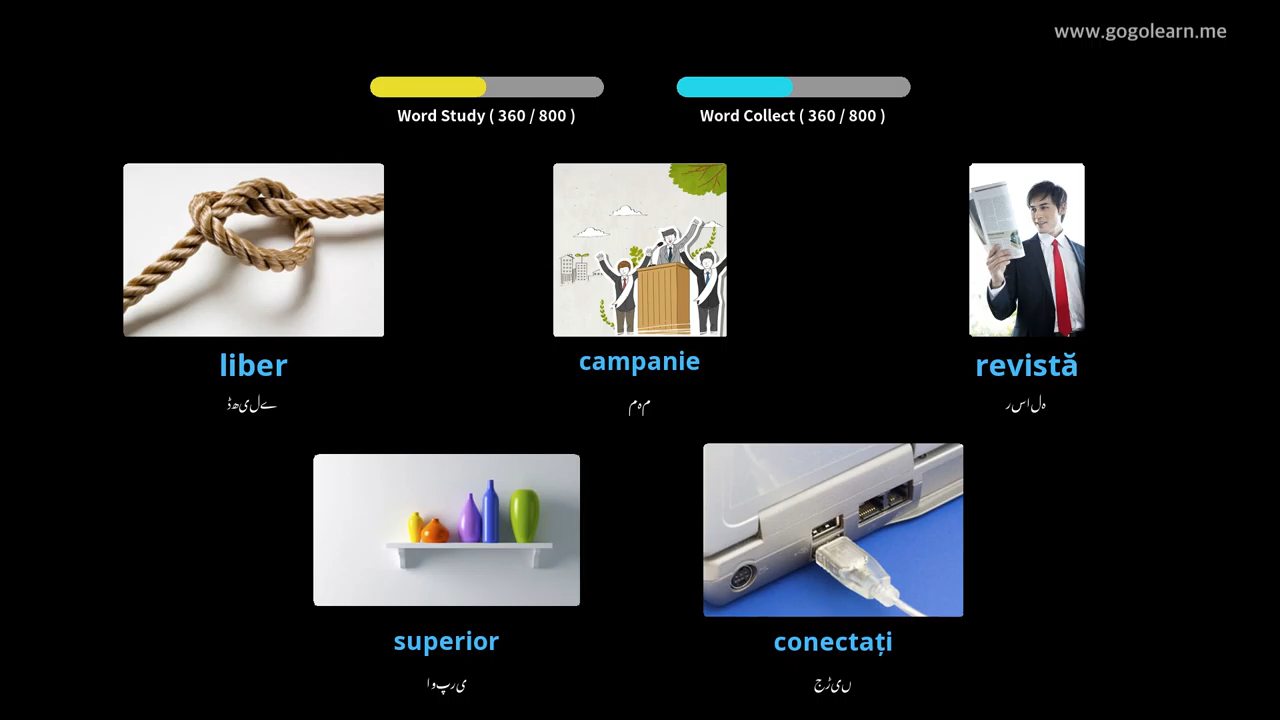 www.gogolearn.me
Word Study ( 360 / 800 )
Word Collect ( 360 / 800 )
liber
campanie
revistă
ڈھیلے
مہم
رسالہ
superior
conectați
اوپری
جڑیں